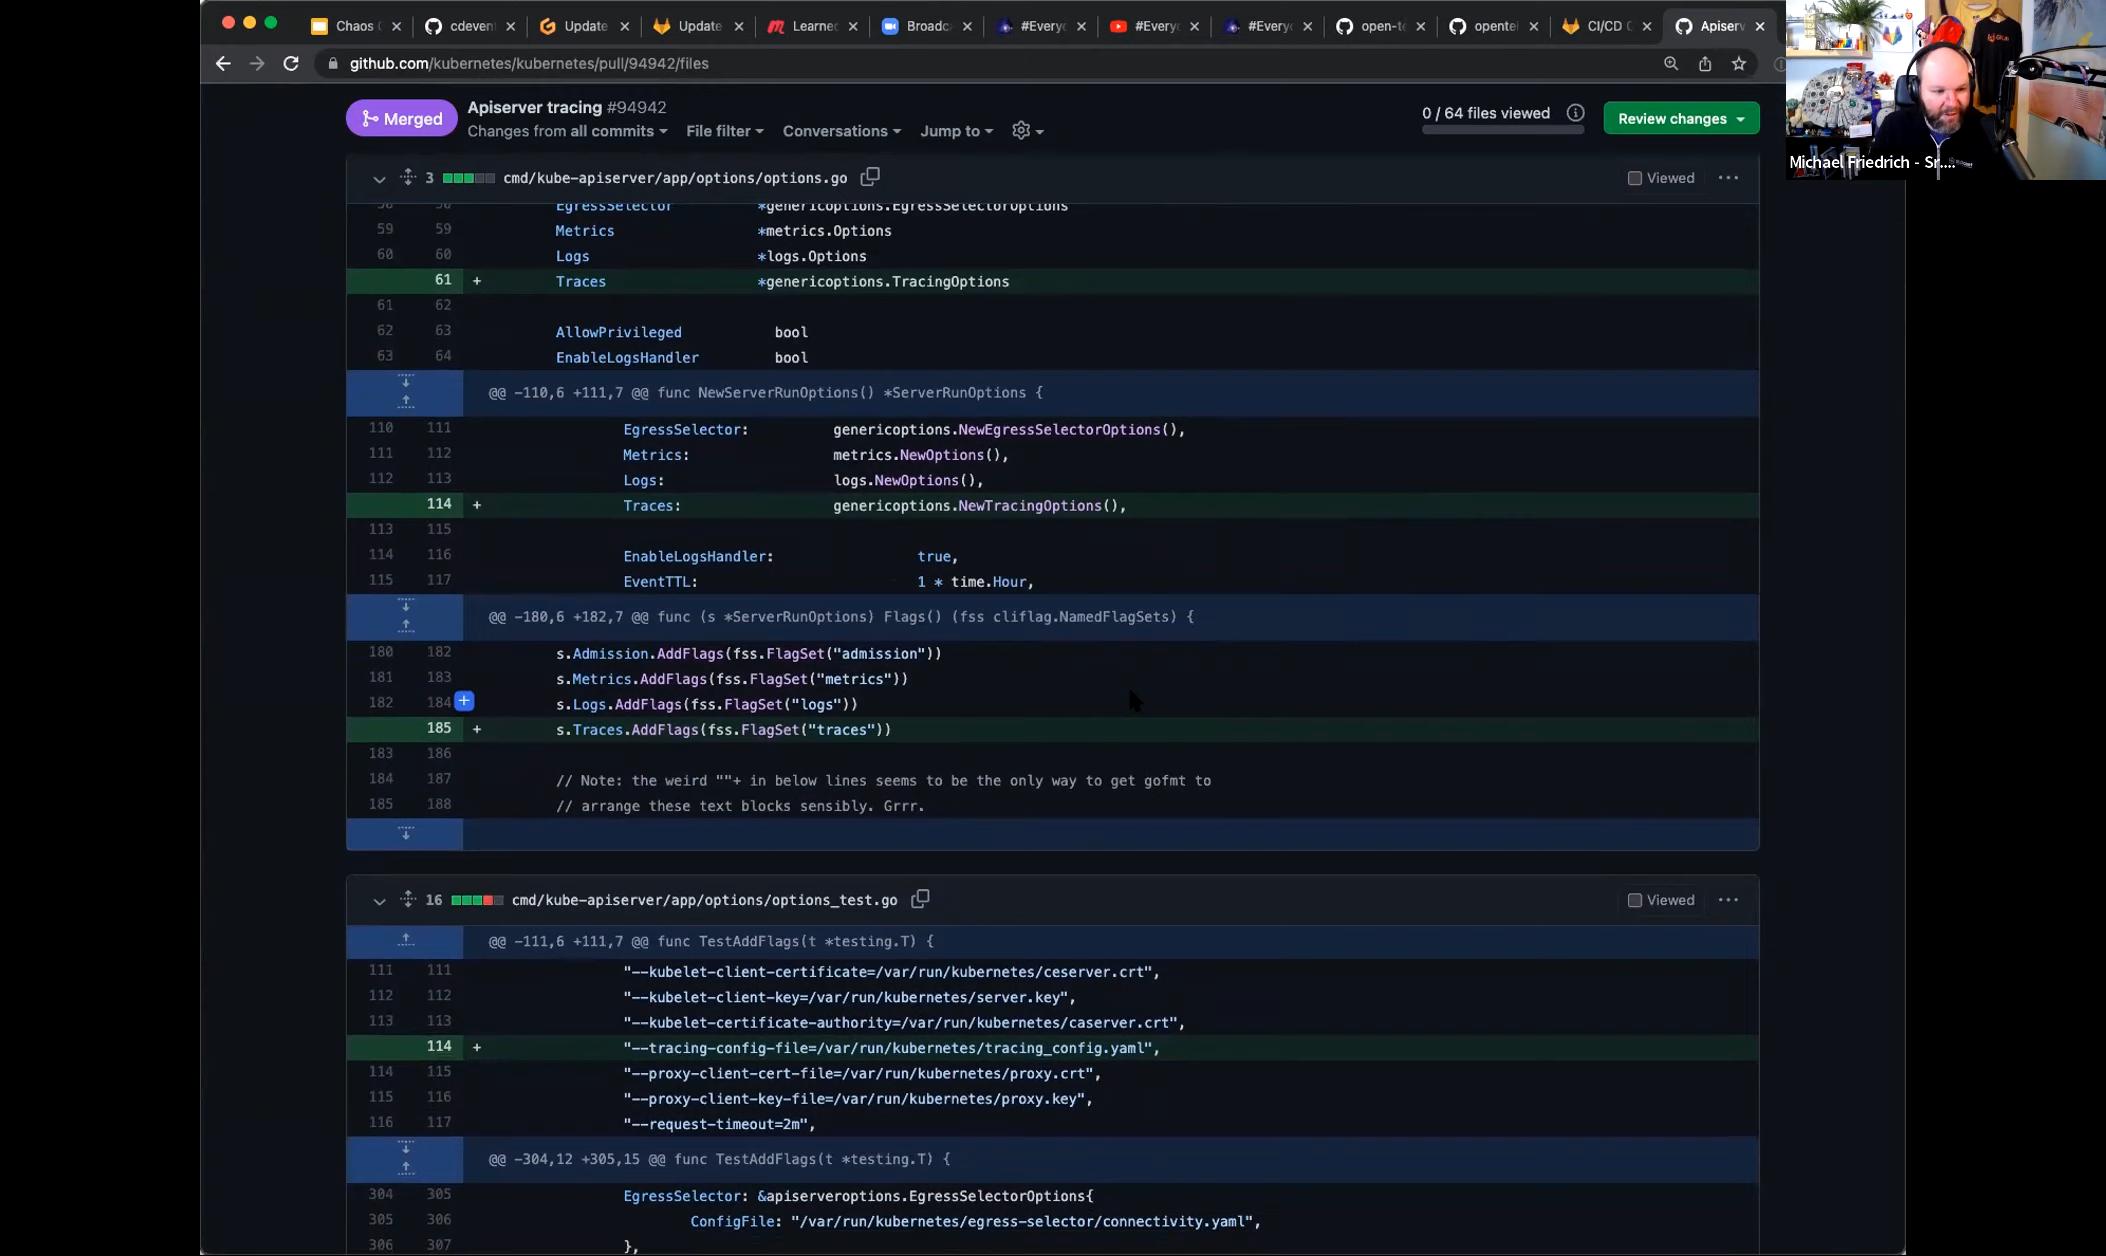 Chaos
cdevent
Update
Update
Learne
Broadc
#Everyo
#Everyo
#Everyo
open-te
opentel
CI/CD
Apiserv
github.com/kubernetes/kubernetes/pull/94942/files
Merged
Apiserver tracing #94942
Changes from all commits File filter Conversations Jump to
0 / 64 files viewed
Review changes
Michael Friedrich - Sr....
3 cmd/kube-apiserver/app/options/options.go Viewed
58 58 EgressSelector *genericoptions.EgressSelectorOptions
59 59 Metrics *metrics.Options
60 60 Logs *logs.Options
61 + Traces *genericoptions.TracingOptions
61 62
62 63 AllowPrivileged bool
63 64 EnableLogsHandler bool
@@ -110,6 +111,7 @@ func NewServerRunOptions() *ServerRunOptions {
110 111 EgressSelector: genericoptions.NewEgressSelectorOptions(),
111 112 Metrics: metrics.NewOptions(),
112 113 Logs: logs.NewOptions(),
114 + Traces: genericoptions.NewTracingOptions(),
113 115
114 116 EnableLogsHandler: true,
115 117 EventTTL: 1 * time.Hour,
@@ -180,6 +182,7 @@ func (s *ServerRunOptions) Flags() (fss cliflag.NamedFlagSets) {
180 182 s.Admission.AddFlags(fss.FlagSet("admission"))
181 183 s.Metrics.AddFlags(fss.FlagSet("metrics"))
182 184 + s.Logs.AddFlags(fss.FlagSet("logs"))
185 + s.Traces.AddFlags(fss.FlagSet("traces"))
183 186
184 187 // Note: the weird ""+ in below lines seems to be the only way to get gofmt to
185 188 // arrange these text blocks sensibly. Grrr.
16 cmd/kube-apiserver/app/options/options_test.go Viewed
@@ -111,6 +111,7 @@ func TestAddFlags(t *testing.T) {
111 111 "--kubelet-client-certificate=/var/run/kubernetes/ceserver.crt",
112 112 "--kubelet-client-key=/var/run/kubernetes/server.key",
113 113 "--kubelet-certificate-authority=/var/run/kubernetes/caserver.crt",
114 + "--tracing-config-file=/var/run/kubernetes/tracing_config.yaml",
114 115 "--proxy-client-cert-file=/var/run/kubernetes/proxy.crt",
115 116 "--proxy-client-key-file=/var/run/kubernetes/proxy.key",
116 117 "--request-timeout=2m",
@@ -304,12 +305,15 @@ func TestAddFlags(t *testing.T) {
304 305 EgressSelector: &apiserveroptions.EgressSelectorOptions{
305 306 ConfigFile: "/var/run/kubernetes/egress-selector/connectivity.yaml",
306 307 },